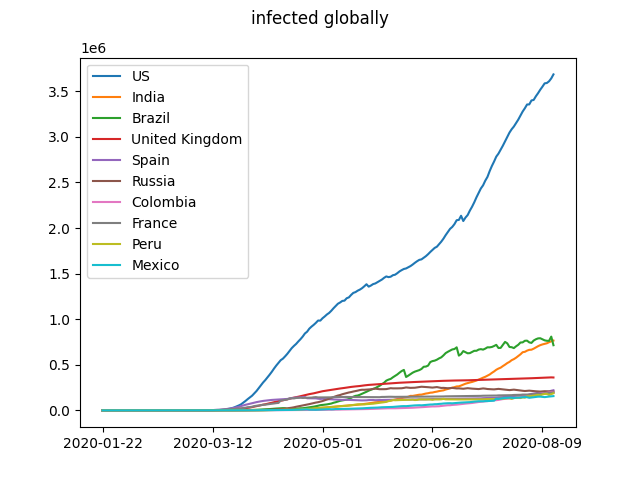 infected globally
1e6
3.5
3.0
2.5
2.0
1.5
1.0
0.5
0.0
US
India
Brazil
United Kingdom
Spain
Russia
Colombia
France
Peru
Mexico
2020-01-22 2020-03-12 2020-05-01 2020-06-20 2020-08-09